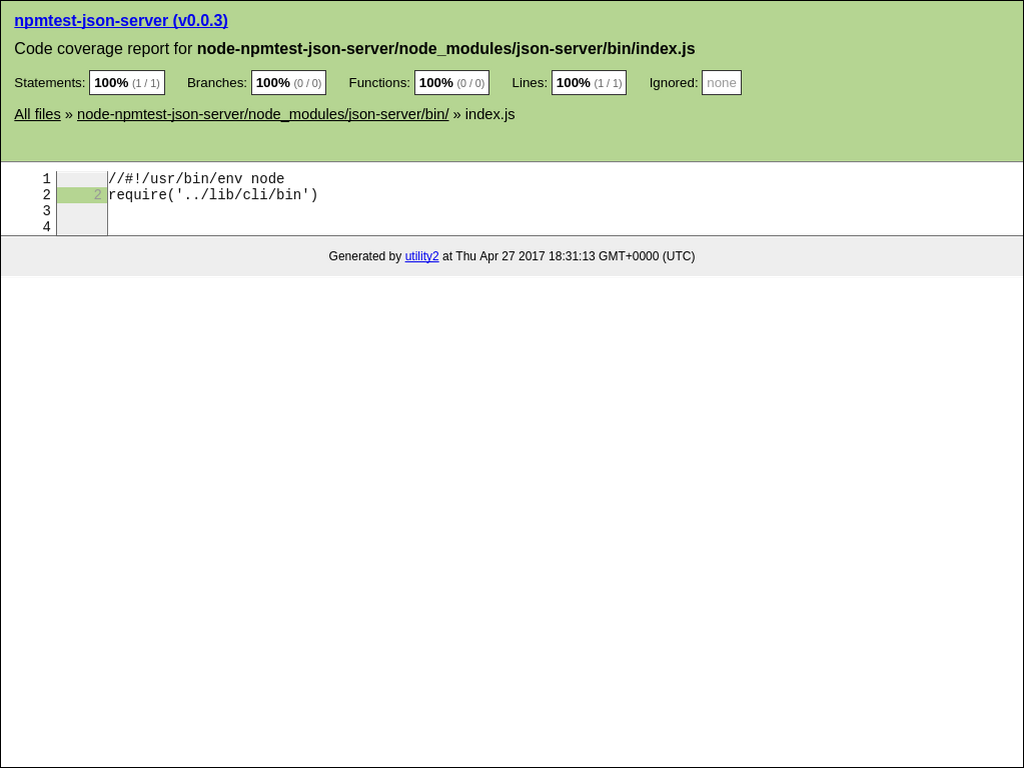 npmtest-json-server (v0.0.3)
Code coverage report for node-npmtest-json-server/node_modules/json-server/bin/index.js
Statements: 100% (1 / 1) Branches: 100% (0 / 0) Functions: 100% (0 / 0) Lines: 100% (1 / 1) Ignored: none
All files » node-npmtest-json-server/node_modules/json-server/bin/ » index.js
1 //#!/usr/bin/env node
2 2 require('../lib/cli/bin')
3
4
Generated by utility2 at Thu Apr 27 2017 18:31:13 GMT+0000 (UTC)